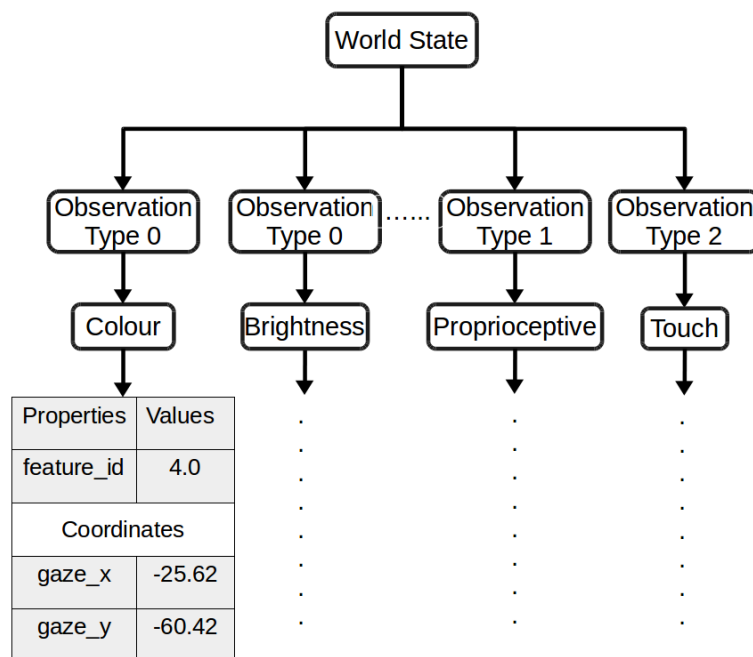 World State
Observation
Type 0
Observation
Type 0
......
Observation
Type 1
Observation
Type 2
Colour
Brightness
Proprioceptive
Touch
Properties Values
feature_id 4.0
Coordinates
gaze_x -25.62
gaze_y -60.42